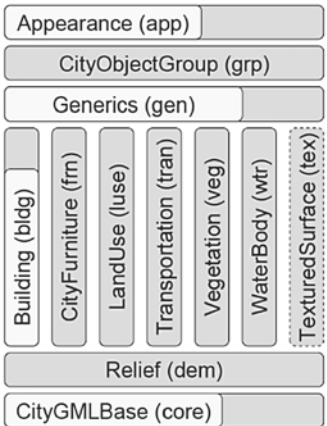 Appearance (app)
CityObjectGroup (grp)
Generics (gen)
Building (bldg)
CityFurniture (frn)
LandUse (luse)
Transportation (tran)
Vegetation (veg)
WaterBody (wtr)
TexturedSurface (tex)
Relief (dem)
CityGMLBase (core)